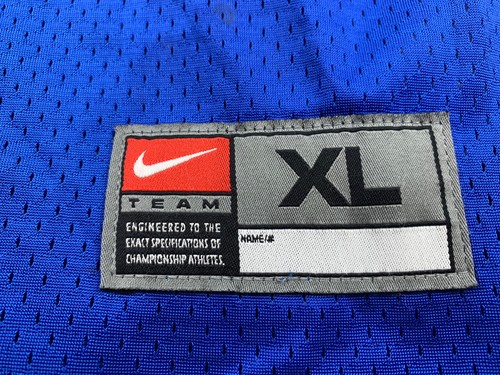 TEAM
ENGINEERED TO THE
EXACT SPECIFICATIONS OF
CHAMPIONSHIP ATHLETES.
XL
NAME/#